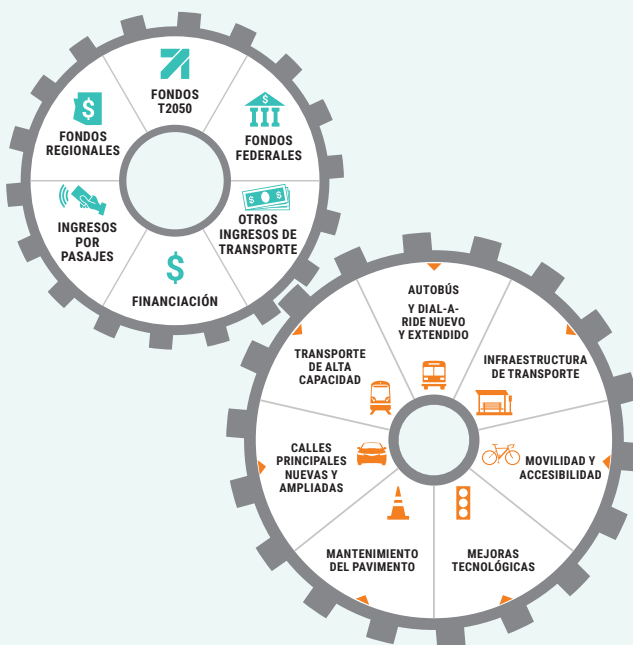 FONDOS
T2050
FONDOS
FEDERALES
OTROS
INGRESOS DE
TRANSPORTE
FINANCIACIÓN
INGRESOS
POR
PASAJES
FONDOS
REGIONALES
AUTOBÚS
Y DIAL-A-
RIDE NUEVO
Y EXTENDIDO
INFRAESTRUCTURA
DE TRANSPORTE
MOVILIDAD Y
ACCESIBILIDAD
MEJORAS
TECNOLÓGICAS
MANTENIMIENTO
DEL PAVIMENTO
CALLES
PRINCIPALES
NUEVAS Y
AMPLIADAS
TRANSPORTE
DE ALTA
CAPACIDAD